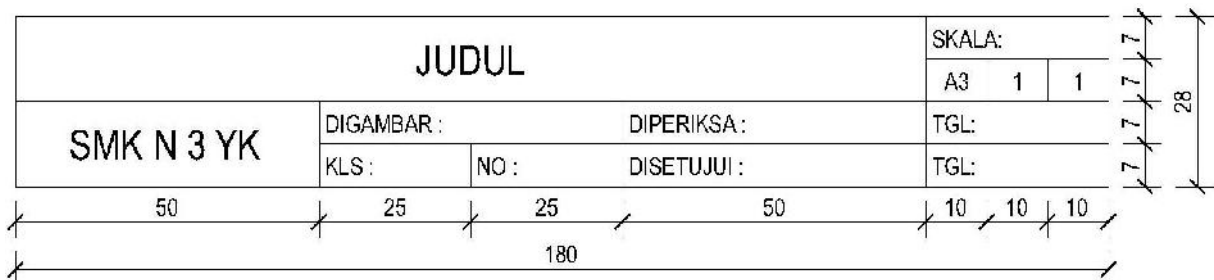 JUDUL
SKALA:
A3 1 1
SMK N 3 YK
DIGAMBAR : DIPERIKSA : TGL:
KLS : NO : DISETUJUI : TGL:
7
7
7
7
28
50 25 25 50 10 10 10
180